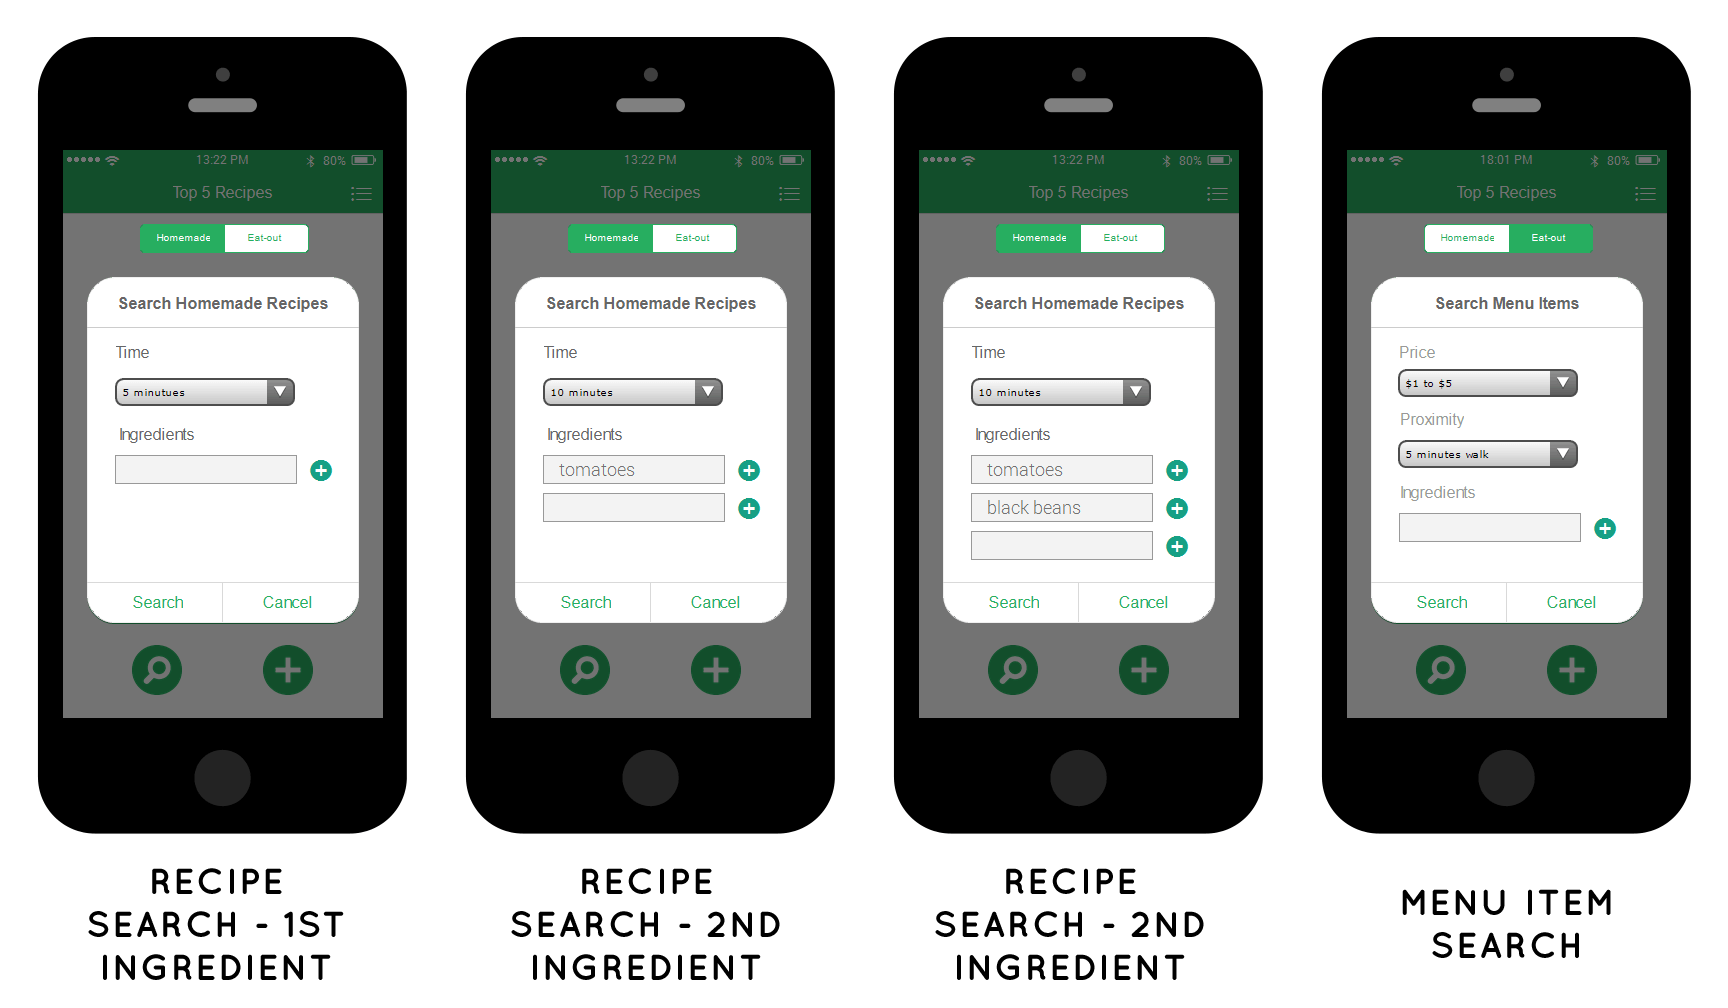 13:22 PM 80%
Top 5 Recipes
Homemade Eat-out
Search Homemade Recipes
Time
5 minutues
Ingredients
Search Cancel
RECIPE
SEARCH - 1ST
INGREDIENT
13:22 PM 80%
Top 5 Recipes
Homemade Eat-out
Search Homemade Recipes
Time
10 minutes
Ingredients
tomatoes
Search Cancel
RECIPE
SEARCH - 2ND
INGREDIENT
13:22 PM 80%
Top 5 Recipes
Homemade Eat-out
Search Homemade Recipes
Time
10 minutes
Ingredients
tomatoes
black beans
Search Cancel
RECIPE
SEARCH - 2ND
INGREDIENT
18:01 PM 80%
Top 5 Recipes
Homemade Eat-out
Search Menu Items
Price
$1 to $5
Proximity
5 minutes walk
Ingredients
Search Cancel
MENU ITEM
SEARCH